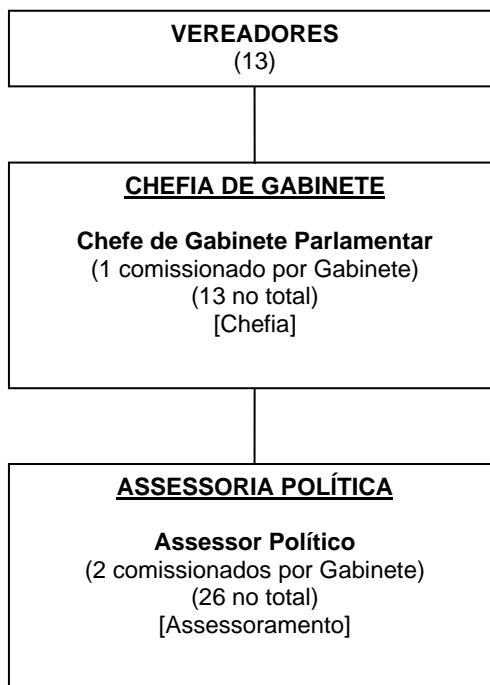 VEREADORES
(13)
CHEFIA DE GABINETE
Chefe de Gabinete Parlamentar
(1 comissionado por Gabinete)
(13 no total)
[Chefia]
ASSESSORIA POLÍTICA
Assessor Político
(2 comissionados por Gabinete)
(26 no total)
[Assessoramento]